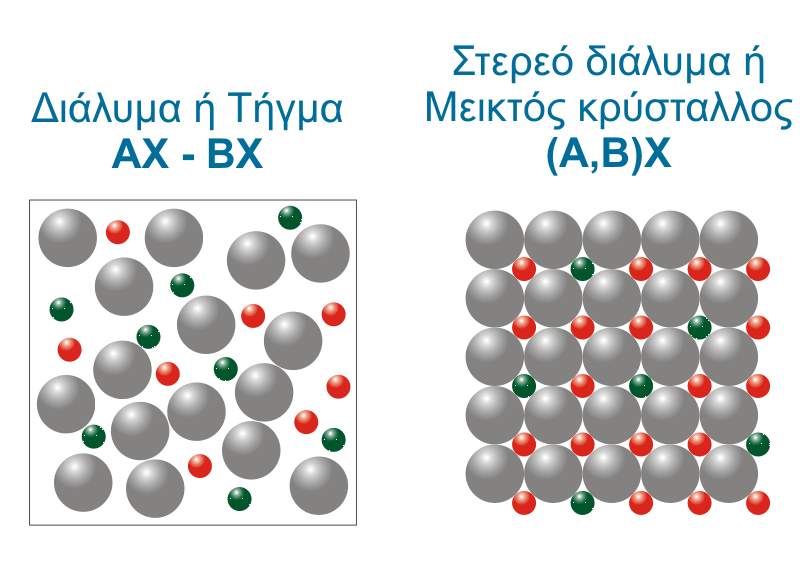 Διάλυμα ή Τήγμα
AX - BX
Στερεό διάλυμα ή
Μεικτός κρύσταλλος
(A,B)X